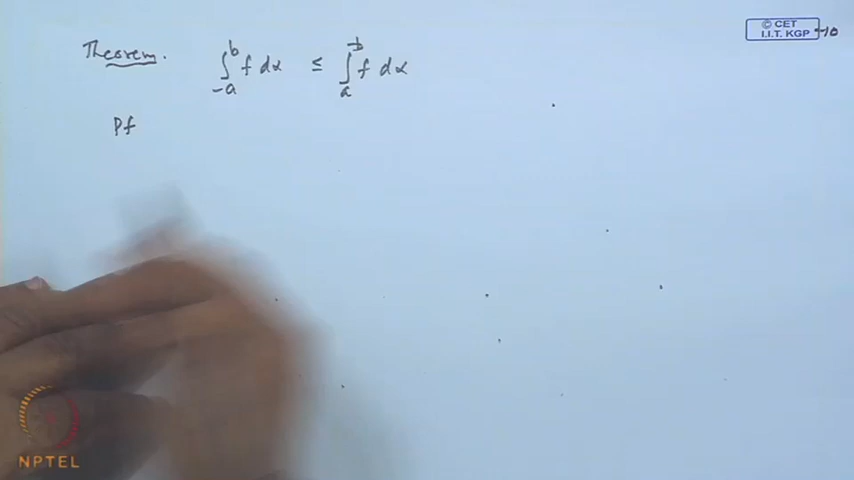 Theorem. ∫_{-a}^{b} f dα ≤ ∫_{a}^{-b} f dα
Pf
© CET
I.I.T. KGP
NPTEL